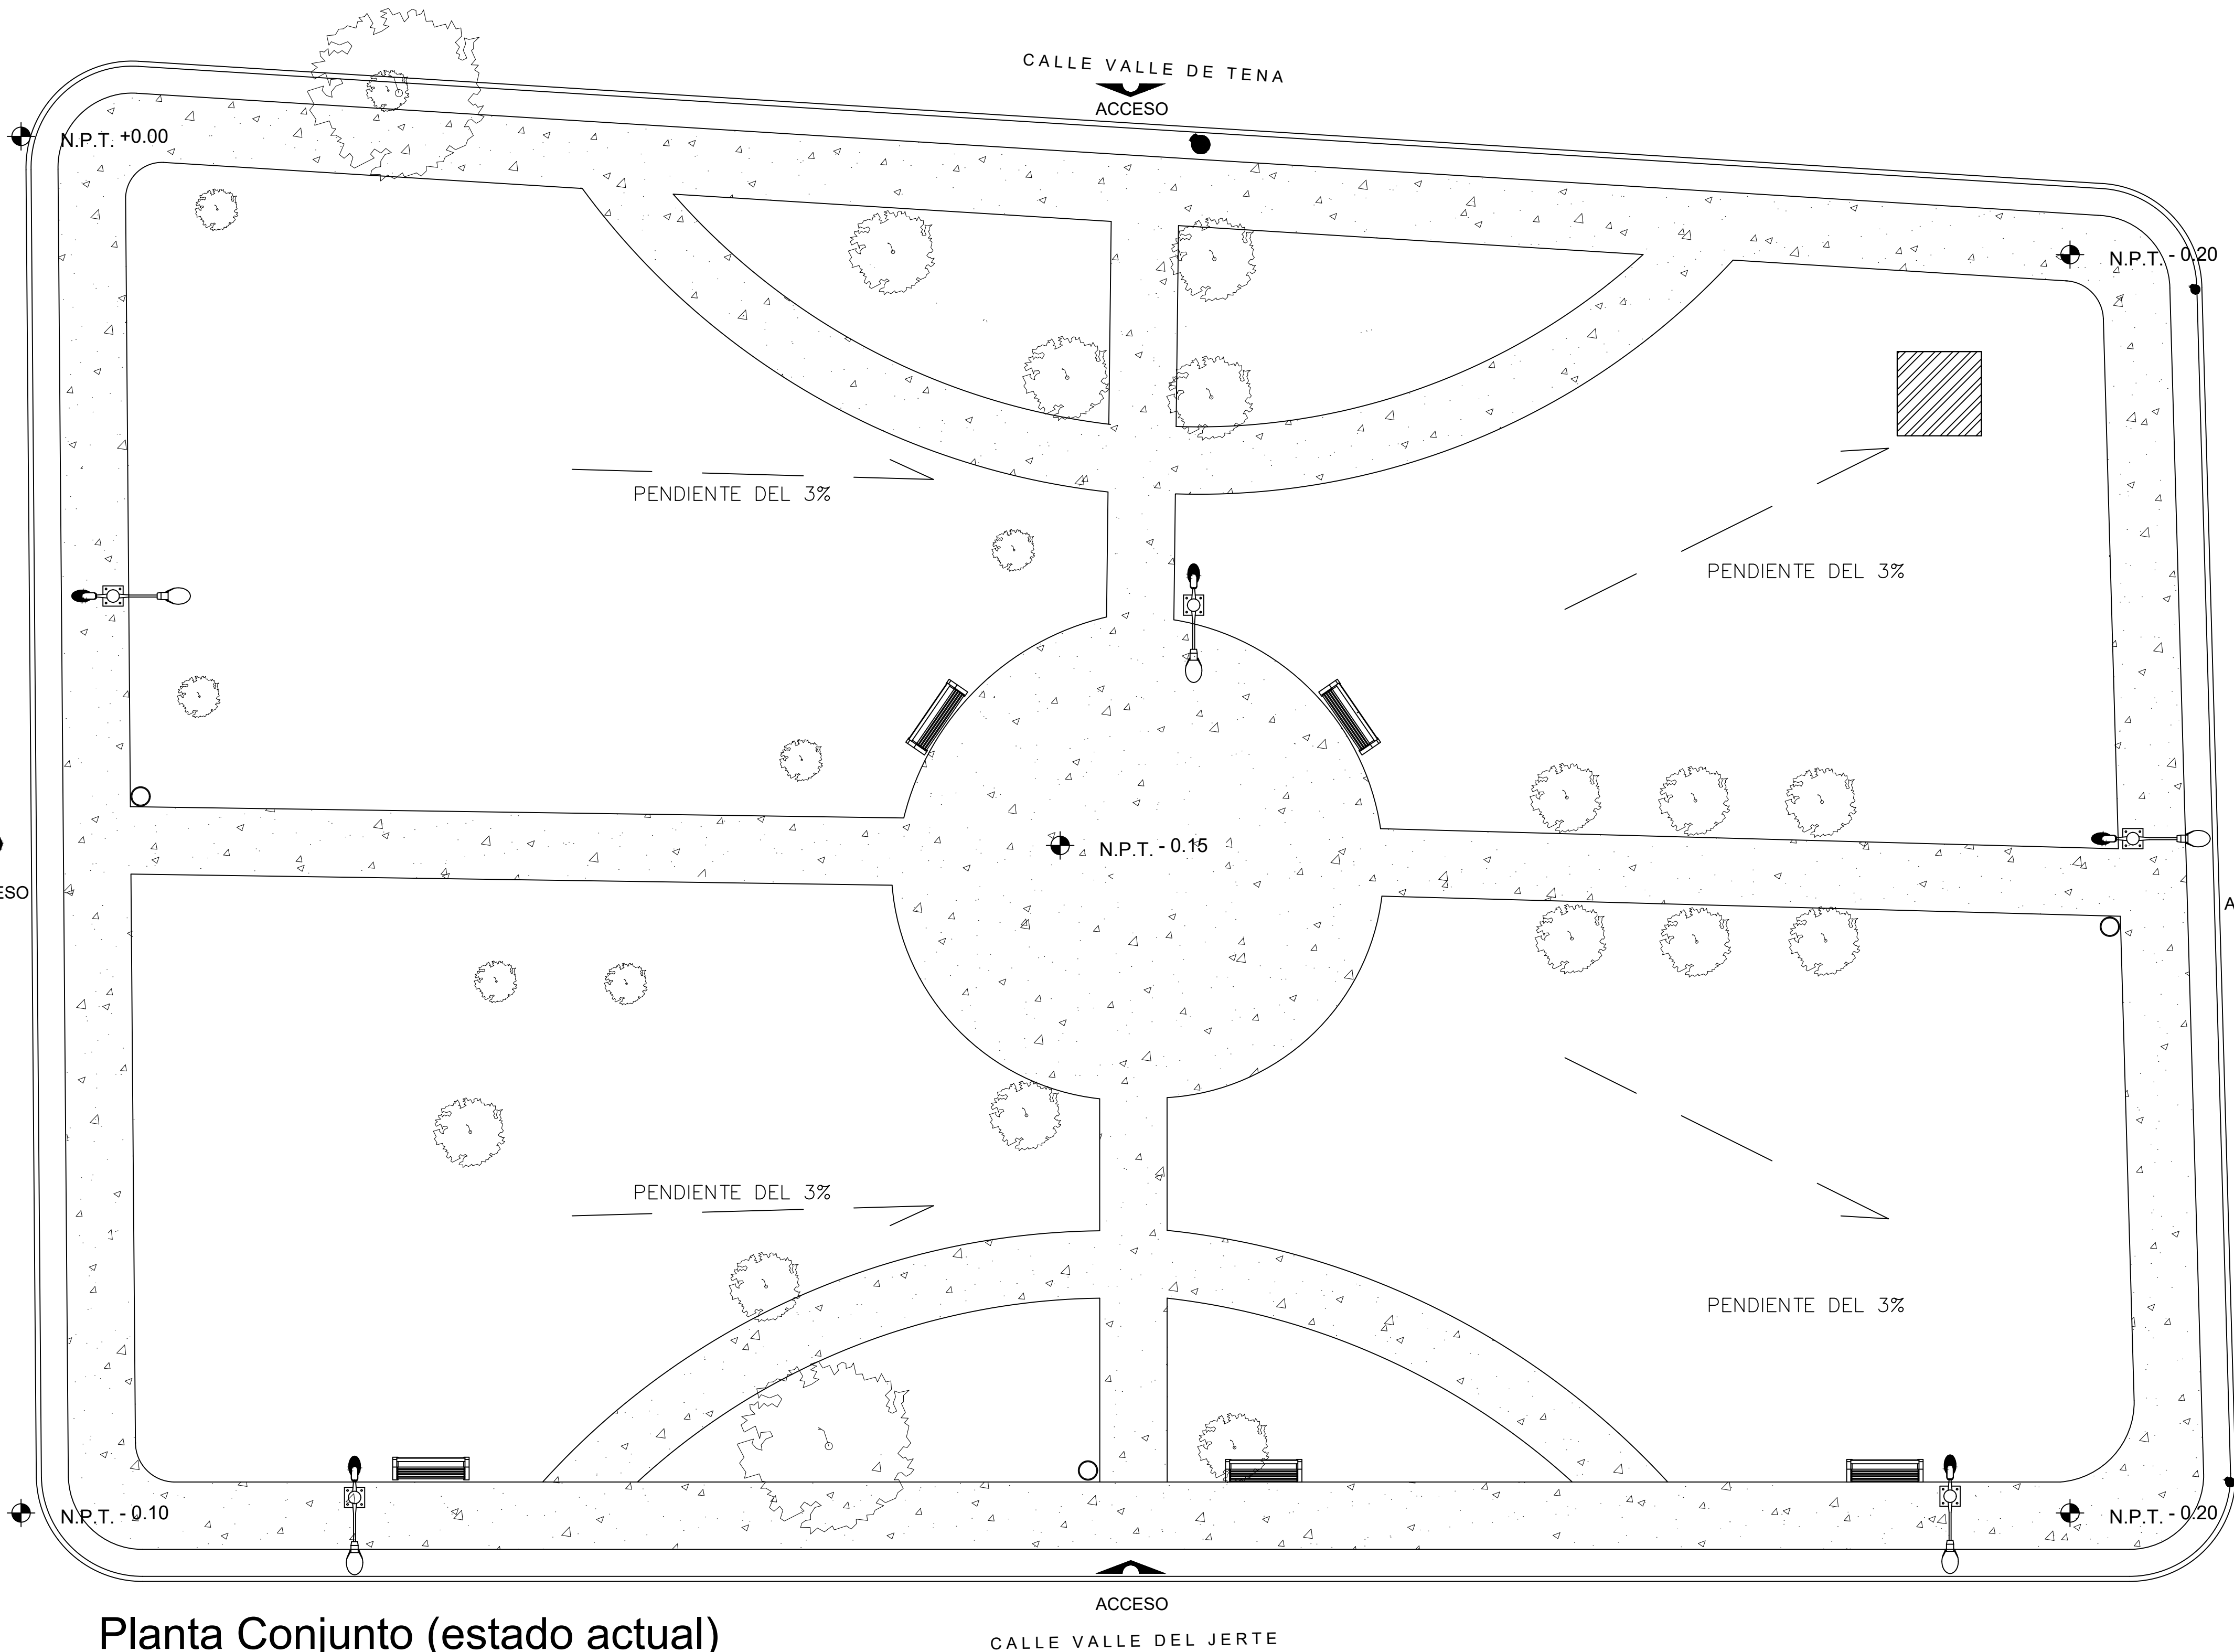 CALLE VALLE DE TENA
ACCESO
N.P.T. +0.00
N.P.T. - 0.20
PENDIENTE DEL 3%
PENDIENTE DEL 3%
N.P.T. - 0.15
ESO
A
PENDIENTE DEL 3%
PENDIENTE DEL 3%
N.P.T. - 0.10
N.P.T. - 0.20
ACCESO
Planta Conjunto (estado actual)
CALLE VALLE DEL JERTE